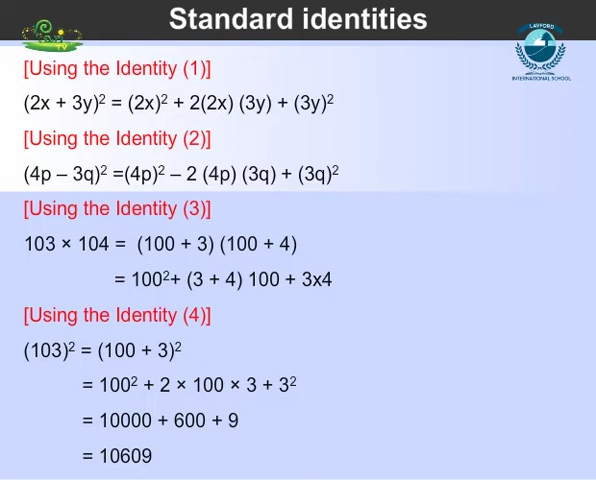 Standard identities
LAYFORD
INTERNATIONAL SCHOOL
[Using the Identity (1)]
(2x + 3y)² = (2x)² + 2(2x) (3y) + (3y)²
[Using the Identity (2)]
(4p – 3q)² =(4p)² – 2 (4p) (3q) + (3q)²
[Using the Identity (3)]
103 × 104 = (100 + 3) (100 + 4)
= 100²+ (3 + 4) 100 + 3x4
[Using the Identity (4)]
(103)² = (100 + 3)²
= 100² + 2 × 100 × 3 + 3²
= 10000 + 600 + 9
= 10609